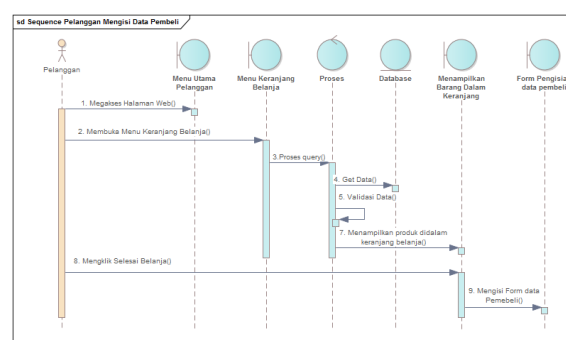 sd Sequence Pelanggan Mengisi Data Pembeli
Pelanggan
Menu Utama
Pelanggan
Menu Keranjang
Belanja
Proses
Database
Menampilkan
Barang Dalam
Keranjang
Form Pengisia
data pembeli
1. Megakses Halaman Web()
2. Membuka Menu Keranjang Belanja()
3.Proses query()
4. Get Data()
5. Validasi Data()
7. Menampilkan produk didalam
keranjang belanja()
8. Mengklik Selesai Belanja()
9. Mengisi Form data
Pemebeli()